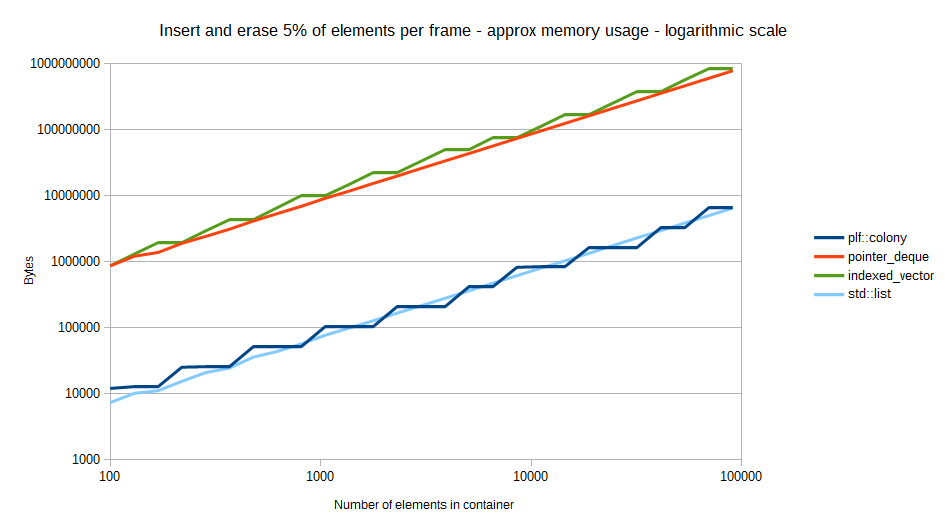 Insert and erase 5% of elements per frame - approx memory usage - logarithmic scale
1000000000
100000000
10000000
1000000
100000
10000
1000
Bytes
100
1000
10000
100000
Number of elements in container
plf::colony
pointer_deque
indexed_vector
std::list